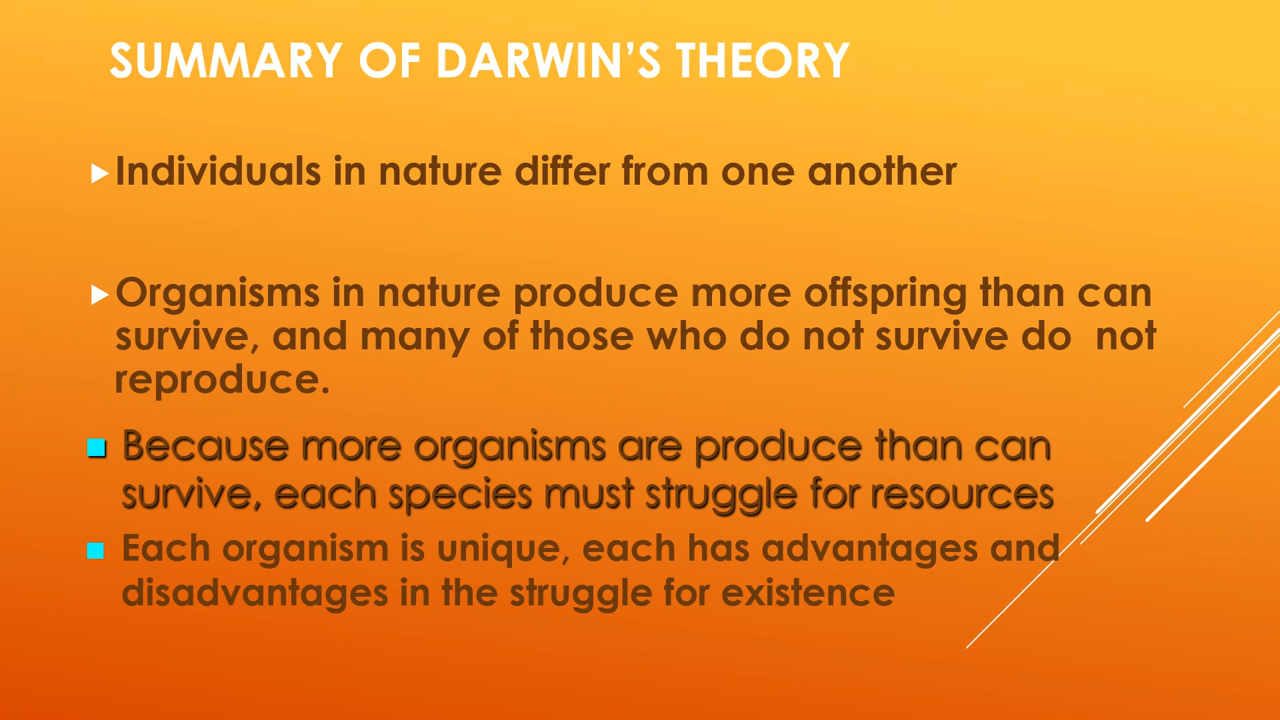 SUMMARY OF DARWIN’S THEORY
Individuals in nature differ from one another
Organisms in nature produce more offspring than can
survive, and many of those who do not survive do  not
reproduce.
Because more organisms are produce than can
survive, each species must struggle for resources
Each organism is unique, each has advantages and
disadvantages in the struggle for existence